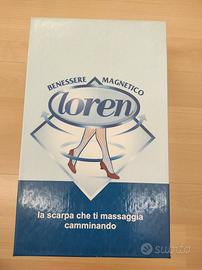 BENESSERE MAGNETICO
loren
la scarpa che ti massaggia
camminando
subito